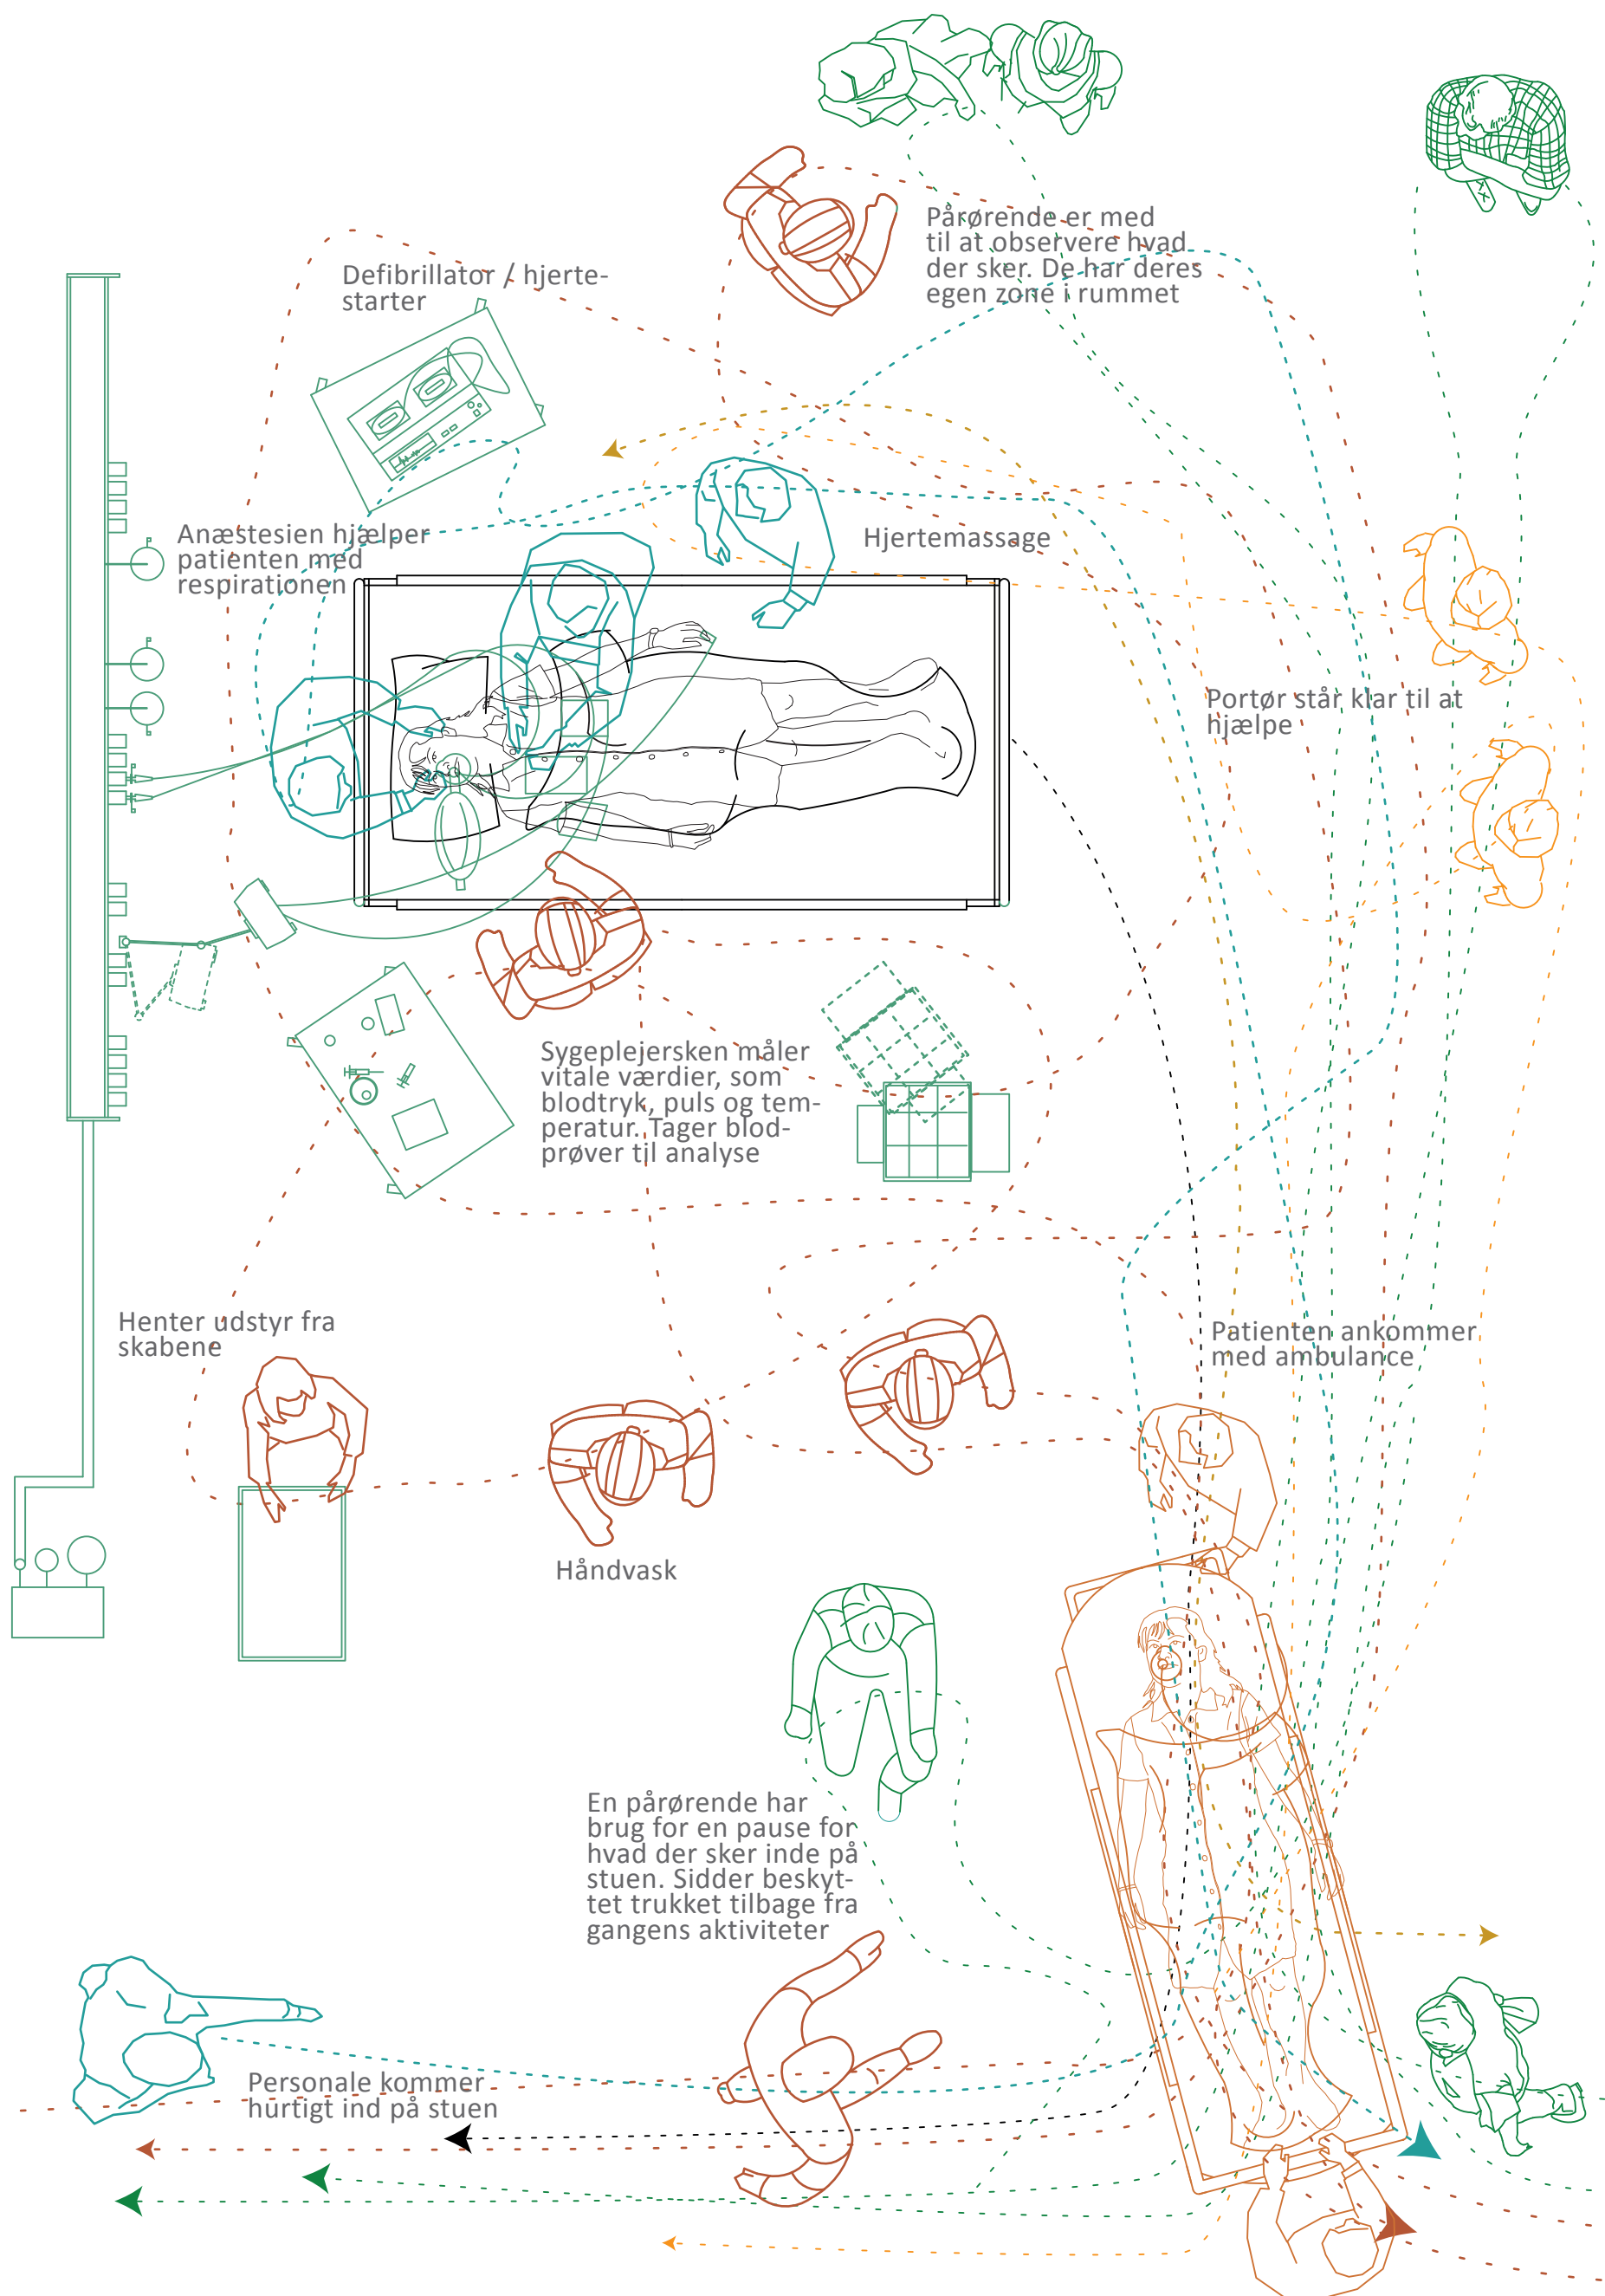 Pårørende er med
til at observere hvad
der sker. De har deres
egen zone i rummet
Defibrillator / hjerte-
starter
Anæstesien hjælper
patienten med
respirationen
Hjertemassage
Portør står klar til at
hjælpe
Sygeplejersken måler
vitale værdier, som
blodtryk, puls og tem-
peratur. Tager blod-
prøver til analyse
Henter udstyr fra
skabene
Patienten ankommer
med ambulance
Håndvask
En pårørende har
brug for en pause for
hvad der sker inde på
stuen. Sidder beskyt-
tet trukket tilbage fra
gangens aktiviteter
Personale kommer
hurtigt ind på stuen